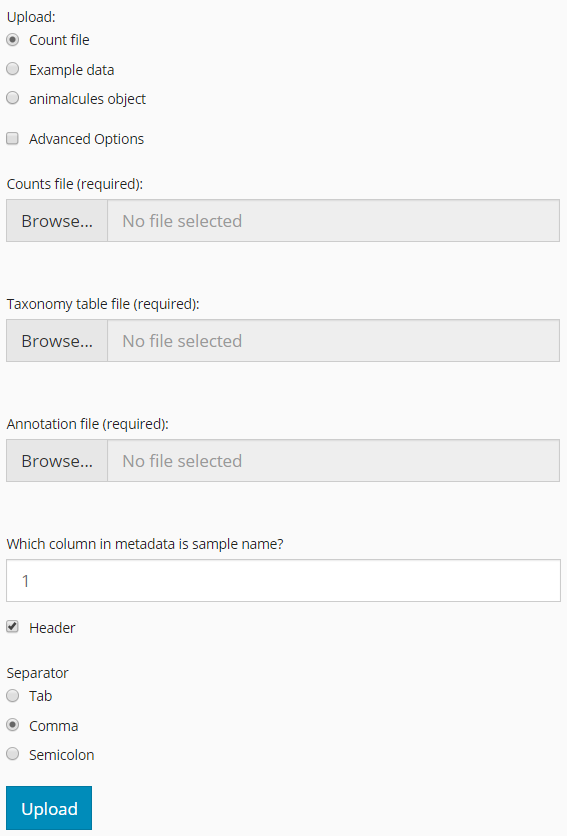 Upload:
Count file
Example data
animalcules object
Advanced Options
Counts file (required):
Browse... No file selected
Taxonomy table file (required):
Browse... No file selected
Annotation file (required):
Browse... No file selected
Which column in metadata is sample name?
1
Header
Separator
Tab
Comma
Semicolon
Upload